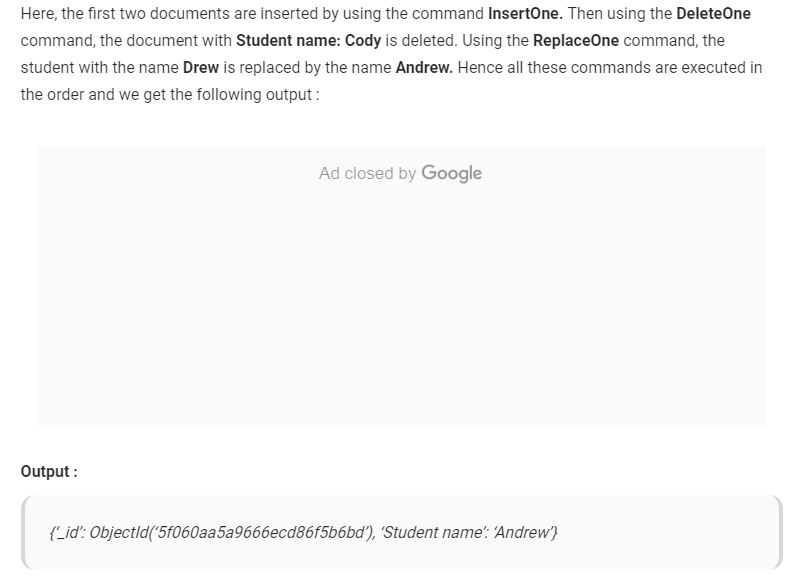 Here, the first two documents are inserted by using the command InsertOne. Then using the DeleteOne
command, the document with Student name: Cody is deleted. Using the ReplaceOne command, the
student with the name Drew is replaced by the name Andrew. Hence all these commands are executed in
the order and we get the following output :
Ad closed by Google
Output :
{‘_id’: ObjectId(‘5f060aa5a9666ecd86f5b6bd’), ‘Student name’: ‘Andrew’}